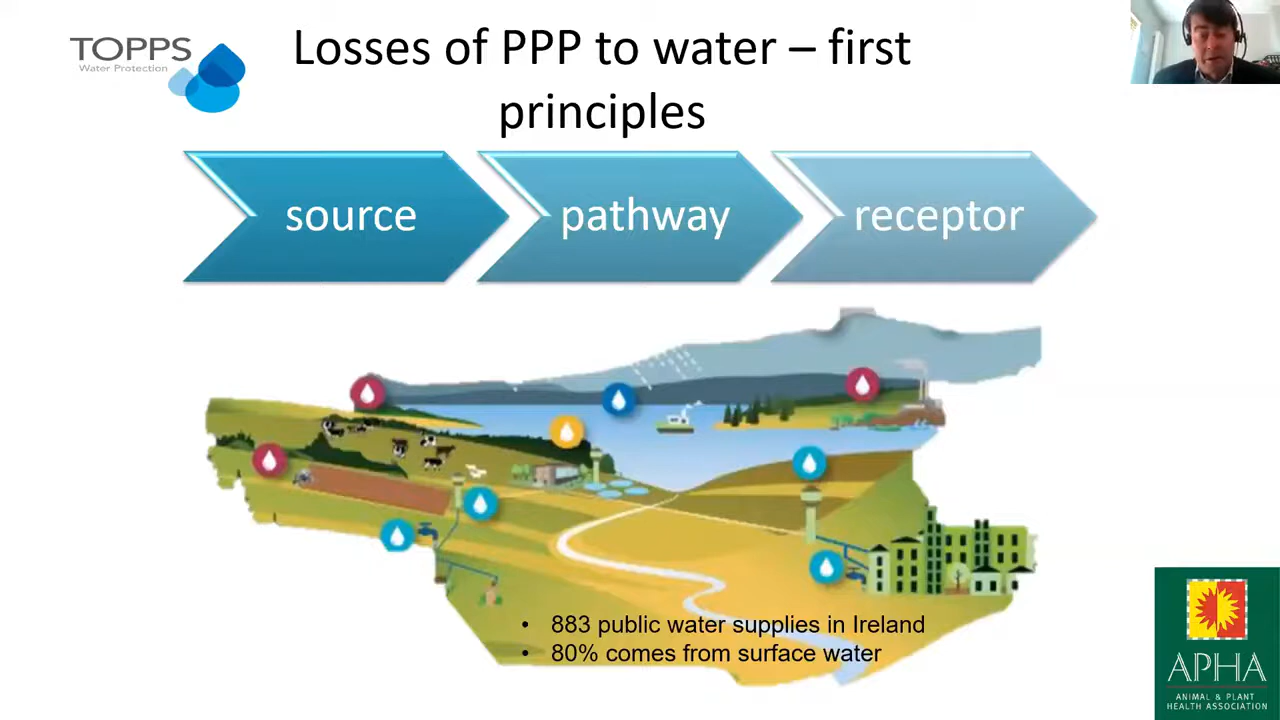 TOPPS
Water Protection
Losses of PPP to water – first
principles
source
pathway
receptor
• 883 public water supplies in Ireland
• 80% comes from surface water
APHA
ANIMAL & PLANT
HEALTH ASSOCIATION